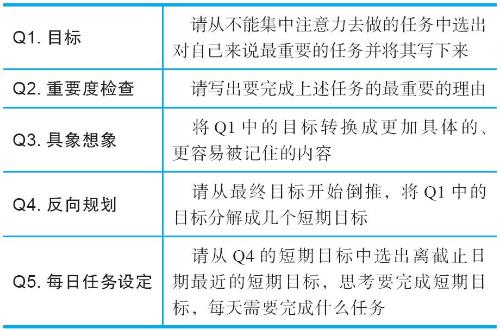 Q1. 目标
请从不能集中注意力去做的任务中选出
对自己来说最重要的任务并将其写下来
Q2. 重要度检查
请写出要完成上述任务的最重要的理由
Q3. 具象想象
将 Q1 中的目标转换成更加具体的、
更容易被记住的内容
Q4. 反向规划
请从最终目标开始倒推，将 Q1 中的
目标分解成几个短期目标
Q5. 每日任务设定
请从 Q4 的短期目标中选出离截止日
期最近的短期目标，思考要完成短期目
标，每天需要完成什么任务